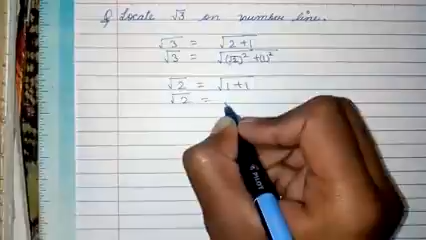 Q Locate √3 on number line.
√3 = √2+1
√3 = √(√2)² + (1)²
√2 = √1+1
√2 =
PILOT